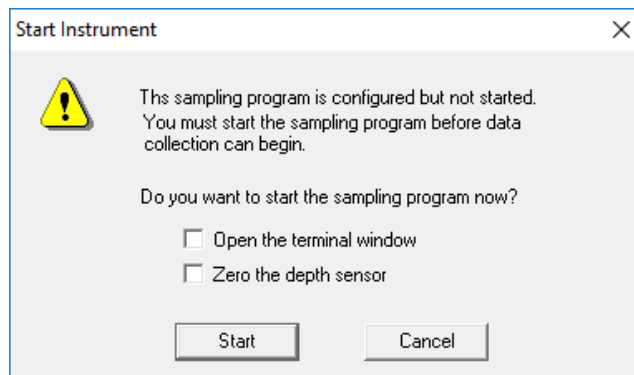 Start Instrument
Ths sampling program is configured but not started.
You must start the sampling program before data
collection can begin.
Do you want to start the sampling program now?
Open the terminal window
Zero the depth sensor
Start
Cancel